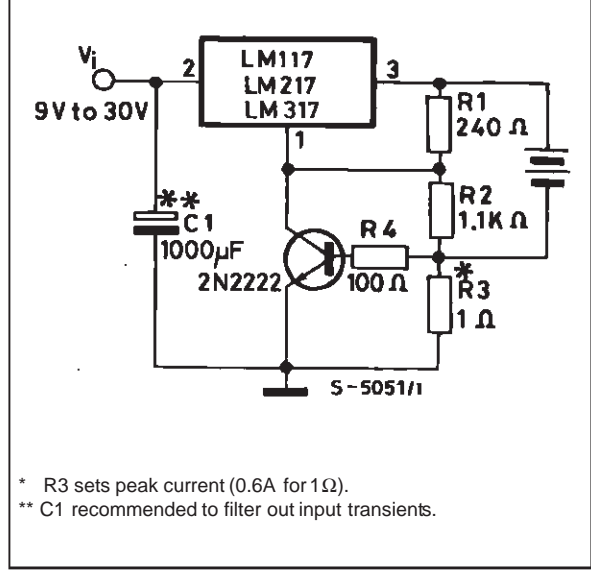 Vi
9V to 30V
2
LM117
LM217
LM317
3
1
R1
240 Ω
R2
1.1K Ω
**
C1
1000µF
2N2222
R4
100 Ω
*
R3
1 Ω
S-5051/1
* R3 sets peak current (0.6A for 1Ω).
** C1 recommended to filter out input transients.